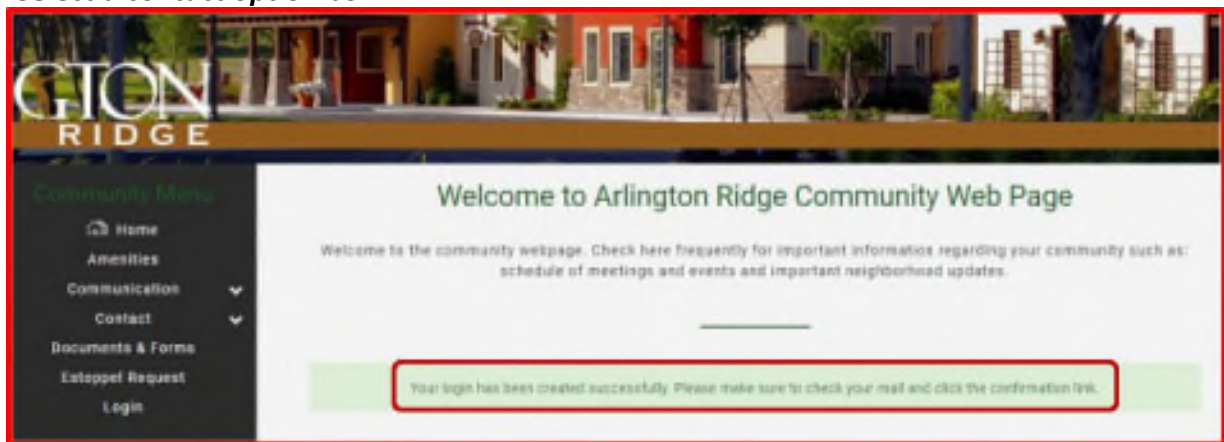 GTON
RIDGE
Community Menu
Home
Amenities
Communication
Contact
Documents & Forms
Estoppel Request
Login
Welcome to Arlington Ridge Community Web Page
Welcome to the community webpage. Check here frequently for important information regarding your community such as:
schedule of meetings and events and important neighborhood updates.
Your login has been created successfully. Please make sure to check your mail and click the confirmation link.